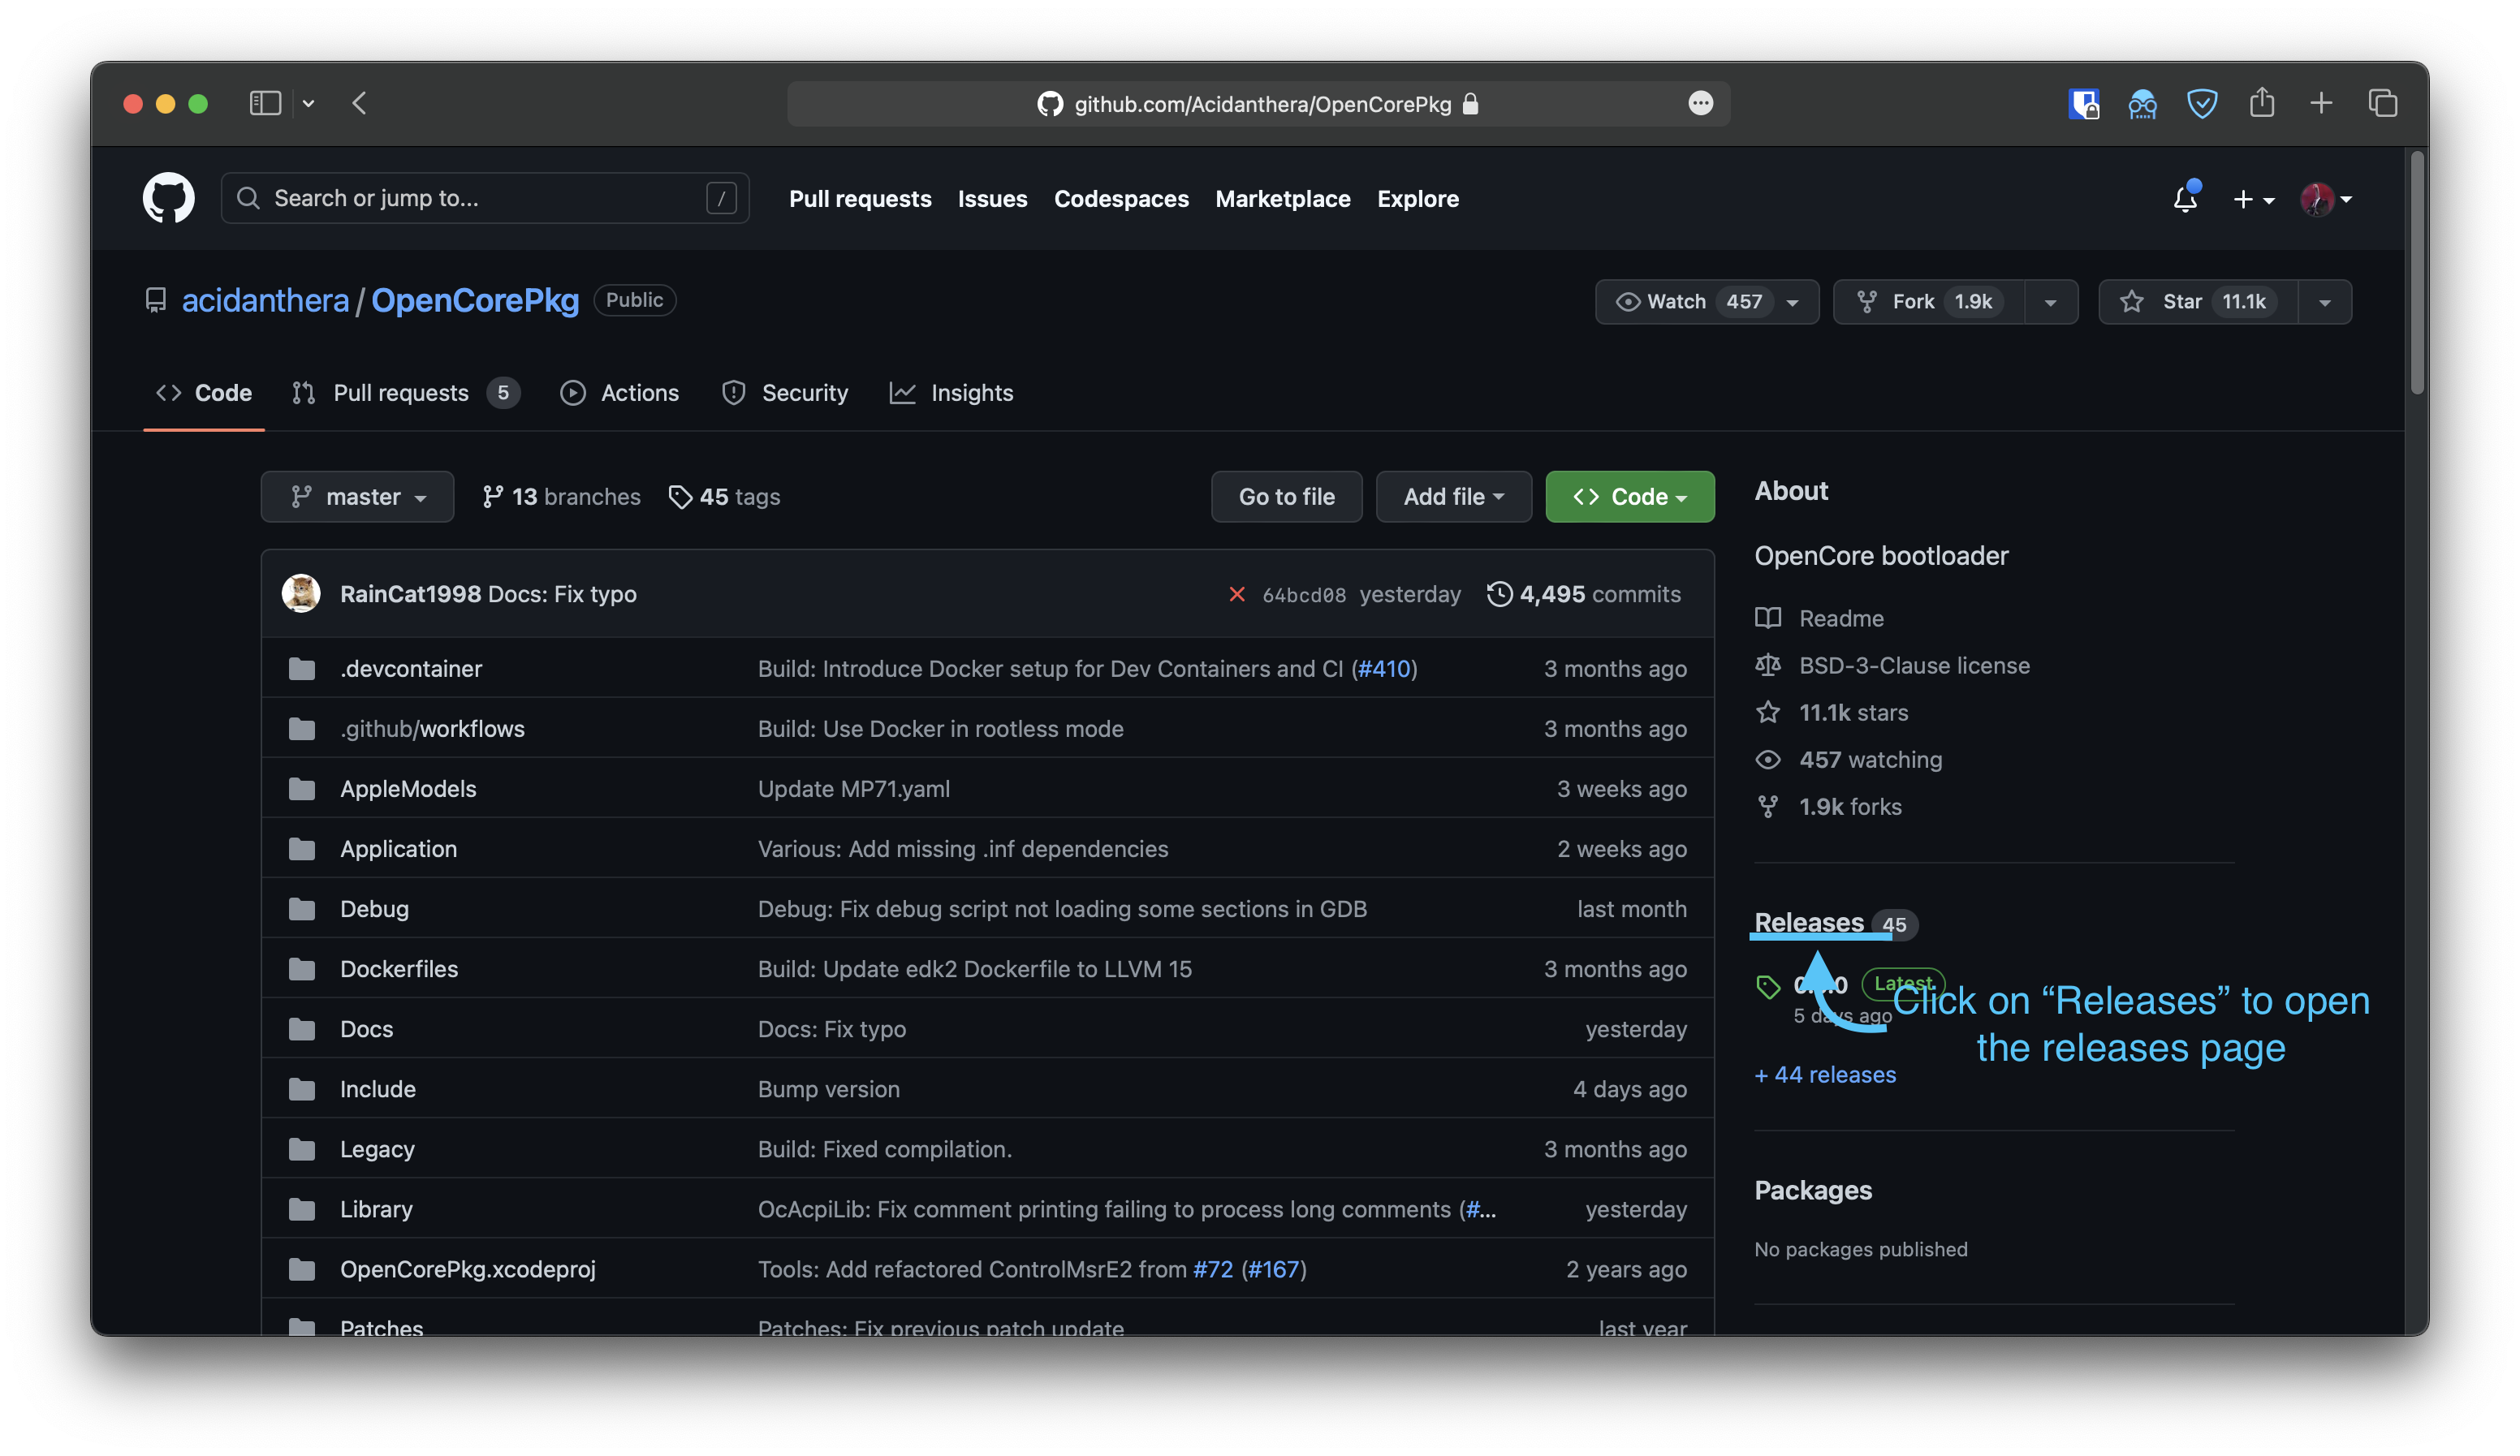 github.com/Acidanthera/OpenCorePkg
Search or jump to... /
Pull requests Issues Codespaces Marketplace Explore
acidanthera/OpenCorePkg Public
Watch 457 Fork 1.9k Star 11.1k
Code Pull requests 5 Actions Security Insights
master 13 branches 45 tags Go to file Add file Code
RainCat1998 Docs: Fix typo 64bcd08 yesterday 4,495 commits
.devcontainer Build: Introduce Docker setup for Dev Containers and CI (#410) 3 months ago
.github/workflows Build: Use Docker in rootless mode 3 months ago
AppleModels Update MP71.yaml 3 weeks ago
Application Various: Add missing .inf dependencies 2 weeks ago
Debug Debug: Fix debug script not loading some sections in GDB last month
Dockerfiles Build: Update edk2 Dockerfile to LLVM 15 3 months ago
Docs Docs: Fix typo yesterday
Include Bump version 4 days ago
Legacy Build: Fixed compilation. 3 months ago
Library OcAcpiLib: Fix comment printing failing to process long comments (#... yesterday
OpenCorePkg.xcodeproj Tools: Add refactored ControlMsrE2 from #72 (#167) 2 years ago
Patches Patches: Fix previous patch update last year
About
OpenCore bootloader
Readme
BSD-3-Clause license
11.1k stars
457 watching
1.9k forks
Releases 45
Latest
5 days ago
Click on “Releases” to open
the releases page
+ 44 releases
Packages
No packages published